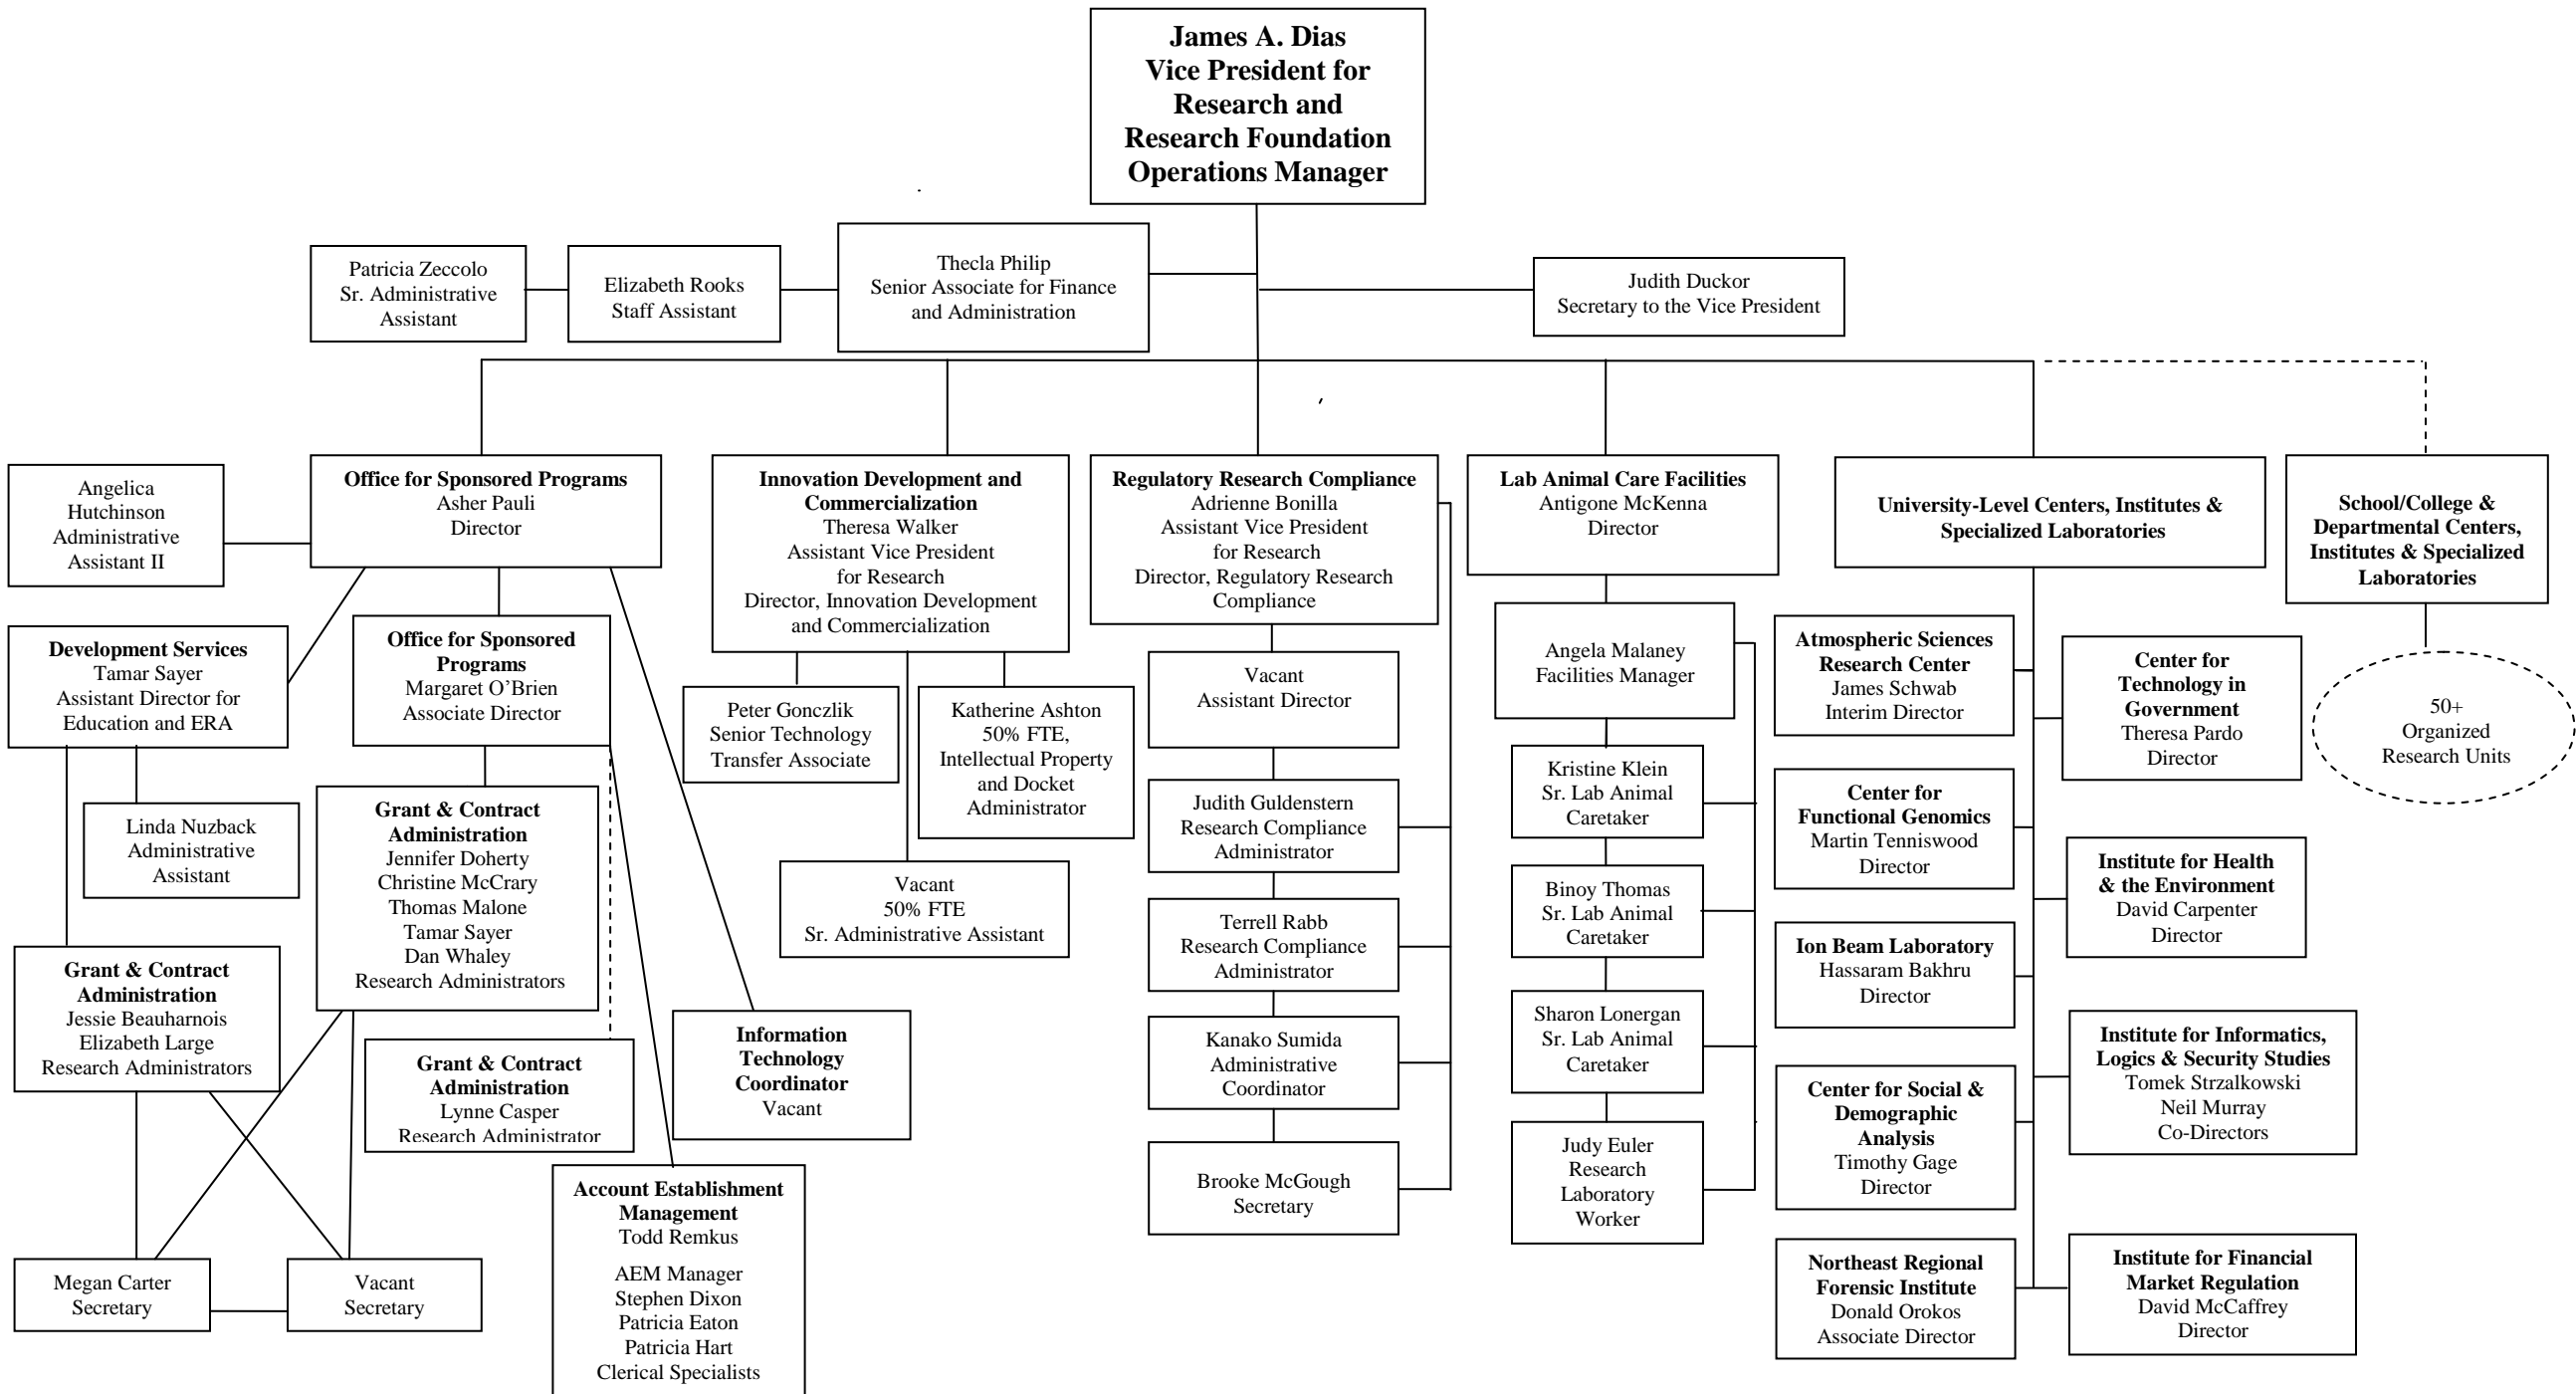 James A. Dias
Vice President for
Research and
Research Foundation
Operations Manager
Patricia Zeccolo
Sr. Administrative
Assistant
Elizabeth Rooks
Staff Assistant
Thecla Philip
Senior Associate for Finance
and Administration
Judith Duckor
Secretary to the Vice President
Angelica
Hutchinson
Administrative
Assistant II
Office for Sponsored Programs
Asher Pauli
Director
Innovation Development and
Commercialization
Theresa Walker
Assistant Vice President
for Research
Director, Innovation Development
and Commercialization
Regulatory Research Compliance
Adrienne Bonilla
Assistant Vice President
for Research
Director, Regulatory Research
Compliance
Lab Animal Care Facilities
Antigone McKenna
Director
University-Level Centers, Institutes &
Specialized Laboratories
School/College &
Departmental Centers,
Institutes & Specialized
Laboratories
Development Services
Tamar Sayer
Assistant Director for
Education and ERA
Office for Sponsored
Programs
Margaret O’Brien
Associate Director
Peter Gonczlik
Senior Technology
Transfer Associate
Katherine Ashton
50% FTE,
Intellectual Property
and Docket
Administrator
Vacant
Assistant Director
Angela Malaney
Facilities Manager
Atmospheric Sciences
Research Center
James Schwab
Interim Director
Center for
Technology in
Government
Theresa Pardo
Director
50+
Organized
Research Units
Linda Nuzback
Administrative
Assistant
Grant & Contract
Administration
Jennifer Doherty
Christine McCrary
Thomas Malone
Tamar Sayer
Dan Whaley
Research Administrators
Vacant
50% FTE
Sr. Administrative Assistant
Judith Guldenstern
Research Compliance
Administrator
Kristine Klein
Sr. Lab Animal
Caretaker
Center for
Functional Genomics
Martin Tenniswood
Director
Institute for Health
& the Environment
David Carpenter
Director
Grant & Contract
Administration
Jessie Beauharnois
Elizabeth Large
Research Administrators
Terrell Rabb
Research Compliance
Administrator
Binoy Thomas
Sr. Lab Animal
Caretaker
Ion Beam Laboratory
Hassaram Bakhru
Director
Grant & Contract
Administration
Lynne Casper
Research Administrator
Information
Technology
Coordinator
Vacant
Kanako Sumida
Administrative
Coordinator
Sharon Lonergan
Sr. Lab Animal
Caretaker
Center for Social &
Demographic
Analysis
Timothy Gage
Director
Institute for Informatics,
Logics & Security Studies
Tomek Strzalkowski
Neil Murray
Co-Directors
Account Establishment
Management
Todd Remkus
AEM Manager
Stephen Dixon
Patricia Eaton
Patricia Hart
Clerical Specialists
Brooke McGough
Secretary
Judy Euler
Research
Laboratory
Worker
Megan Carter
Secretary
Vacant
Secretary
Northeast Regional
Forensic Institute
Donald Orokos
Associate Director
Institute for Financial
Market Regulation
David McCaffrey
Director